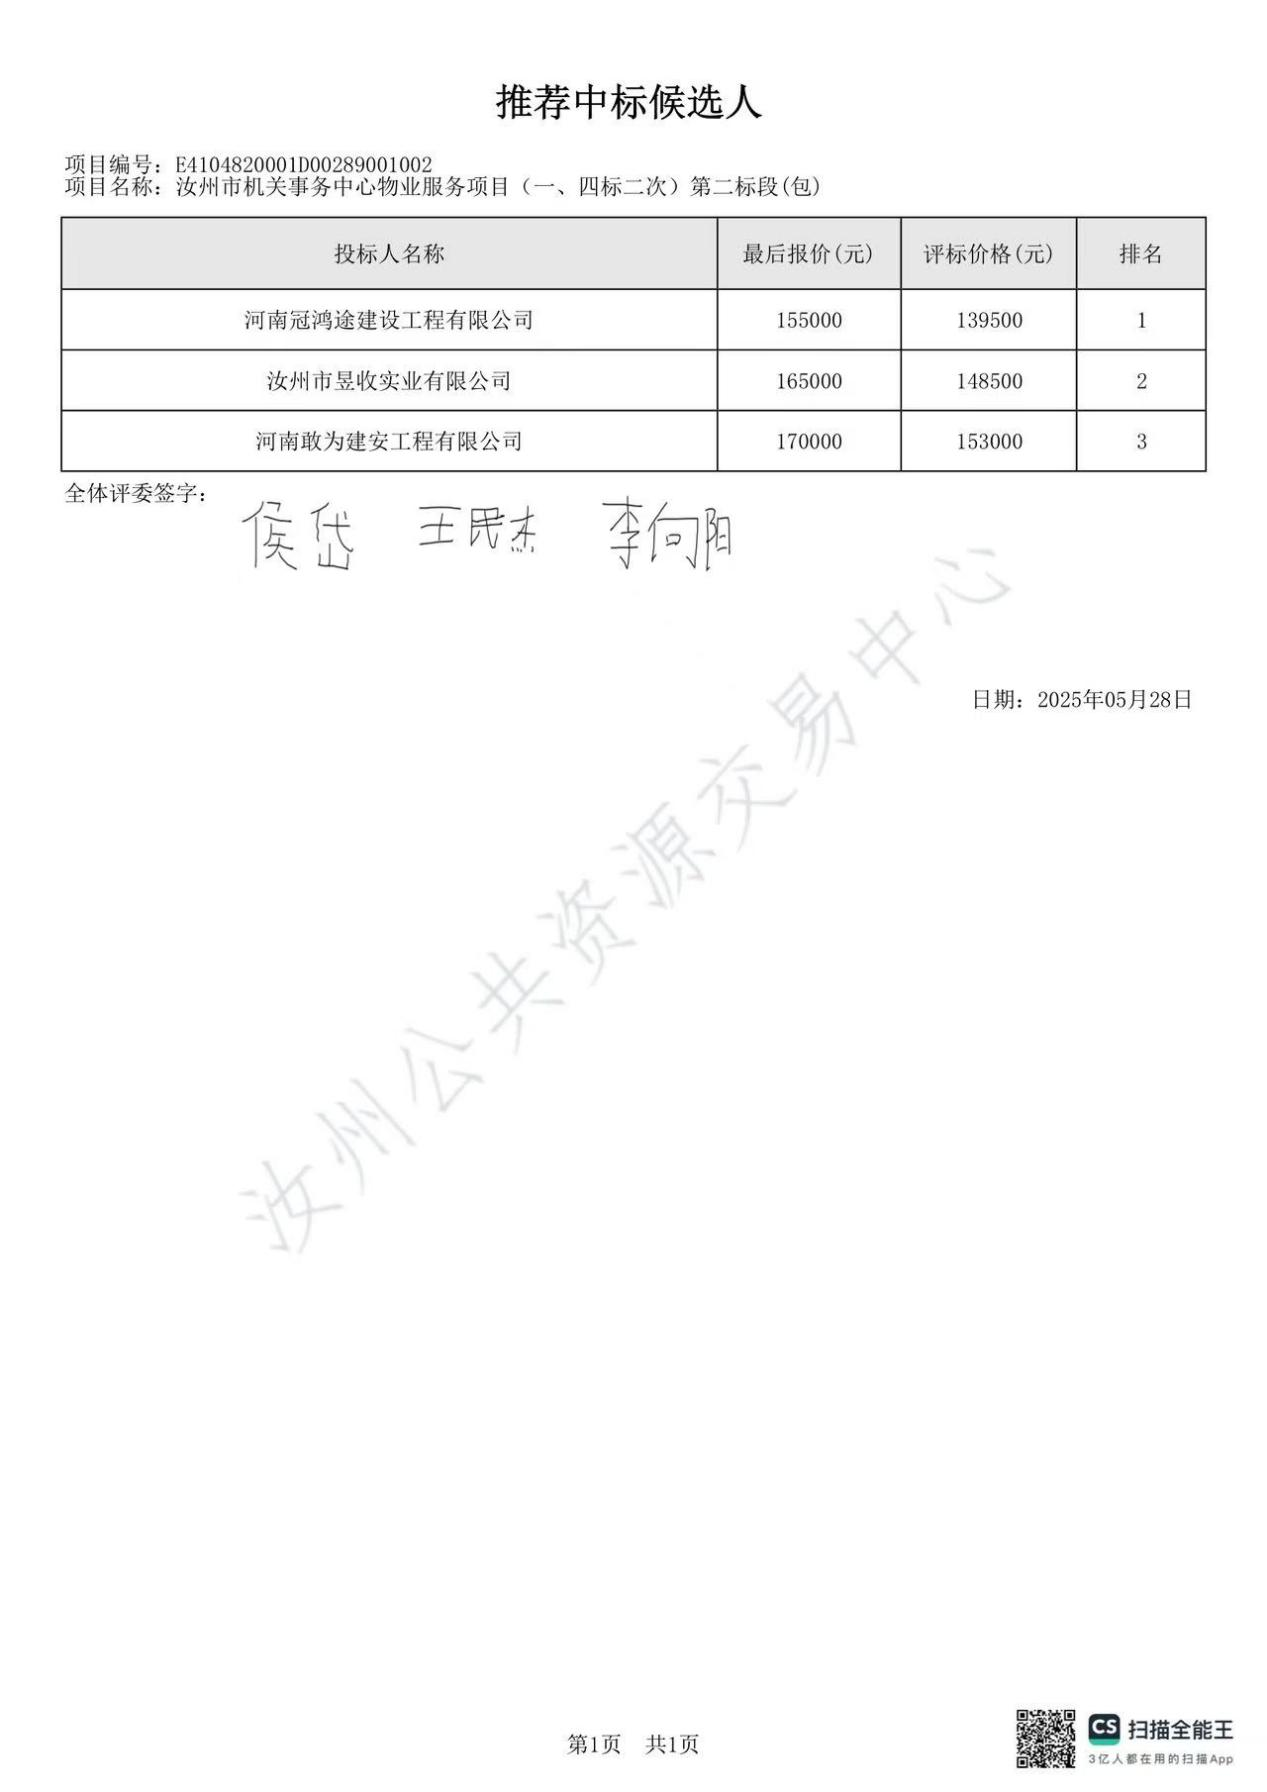 推荐中标候选人
项目编号：E4104820001D00289001002
项目名称：汝州市机关事务中心物业服务项目（一、四标二次）第二标段(包)
投标人名称 最后报价(元) 评标价格(元) 排名
河南冠鸿途建设工程有限公司 155000 139500 1
汝州市昱收实业有限公司 165000 148500 2
河南敢为建安工程有限公司 170000 153000 3
全体评委签字：
侯岱 王民杰 李向阳
日期：2025年05月28日
汝州公共资源交易中心
第1页 共1页
CS 扫描全能王
3亿人都在用的扫描App